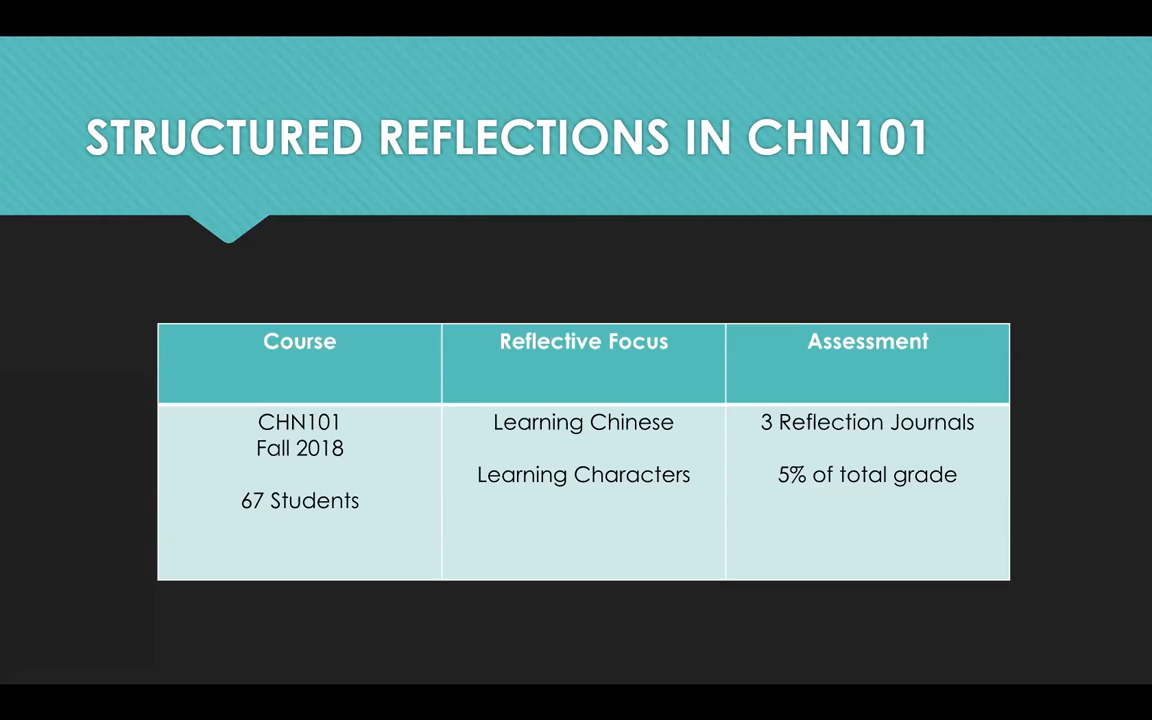 STRUCTURED REFLECTIONS IN CHN101
Course
Reflective Focus
Assessment
CHN101
Fall 2018
67 Students
Learning Chinese
Learning Characters
3 Reflection Journals
5% of total grade